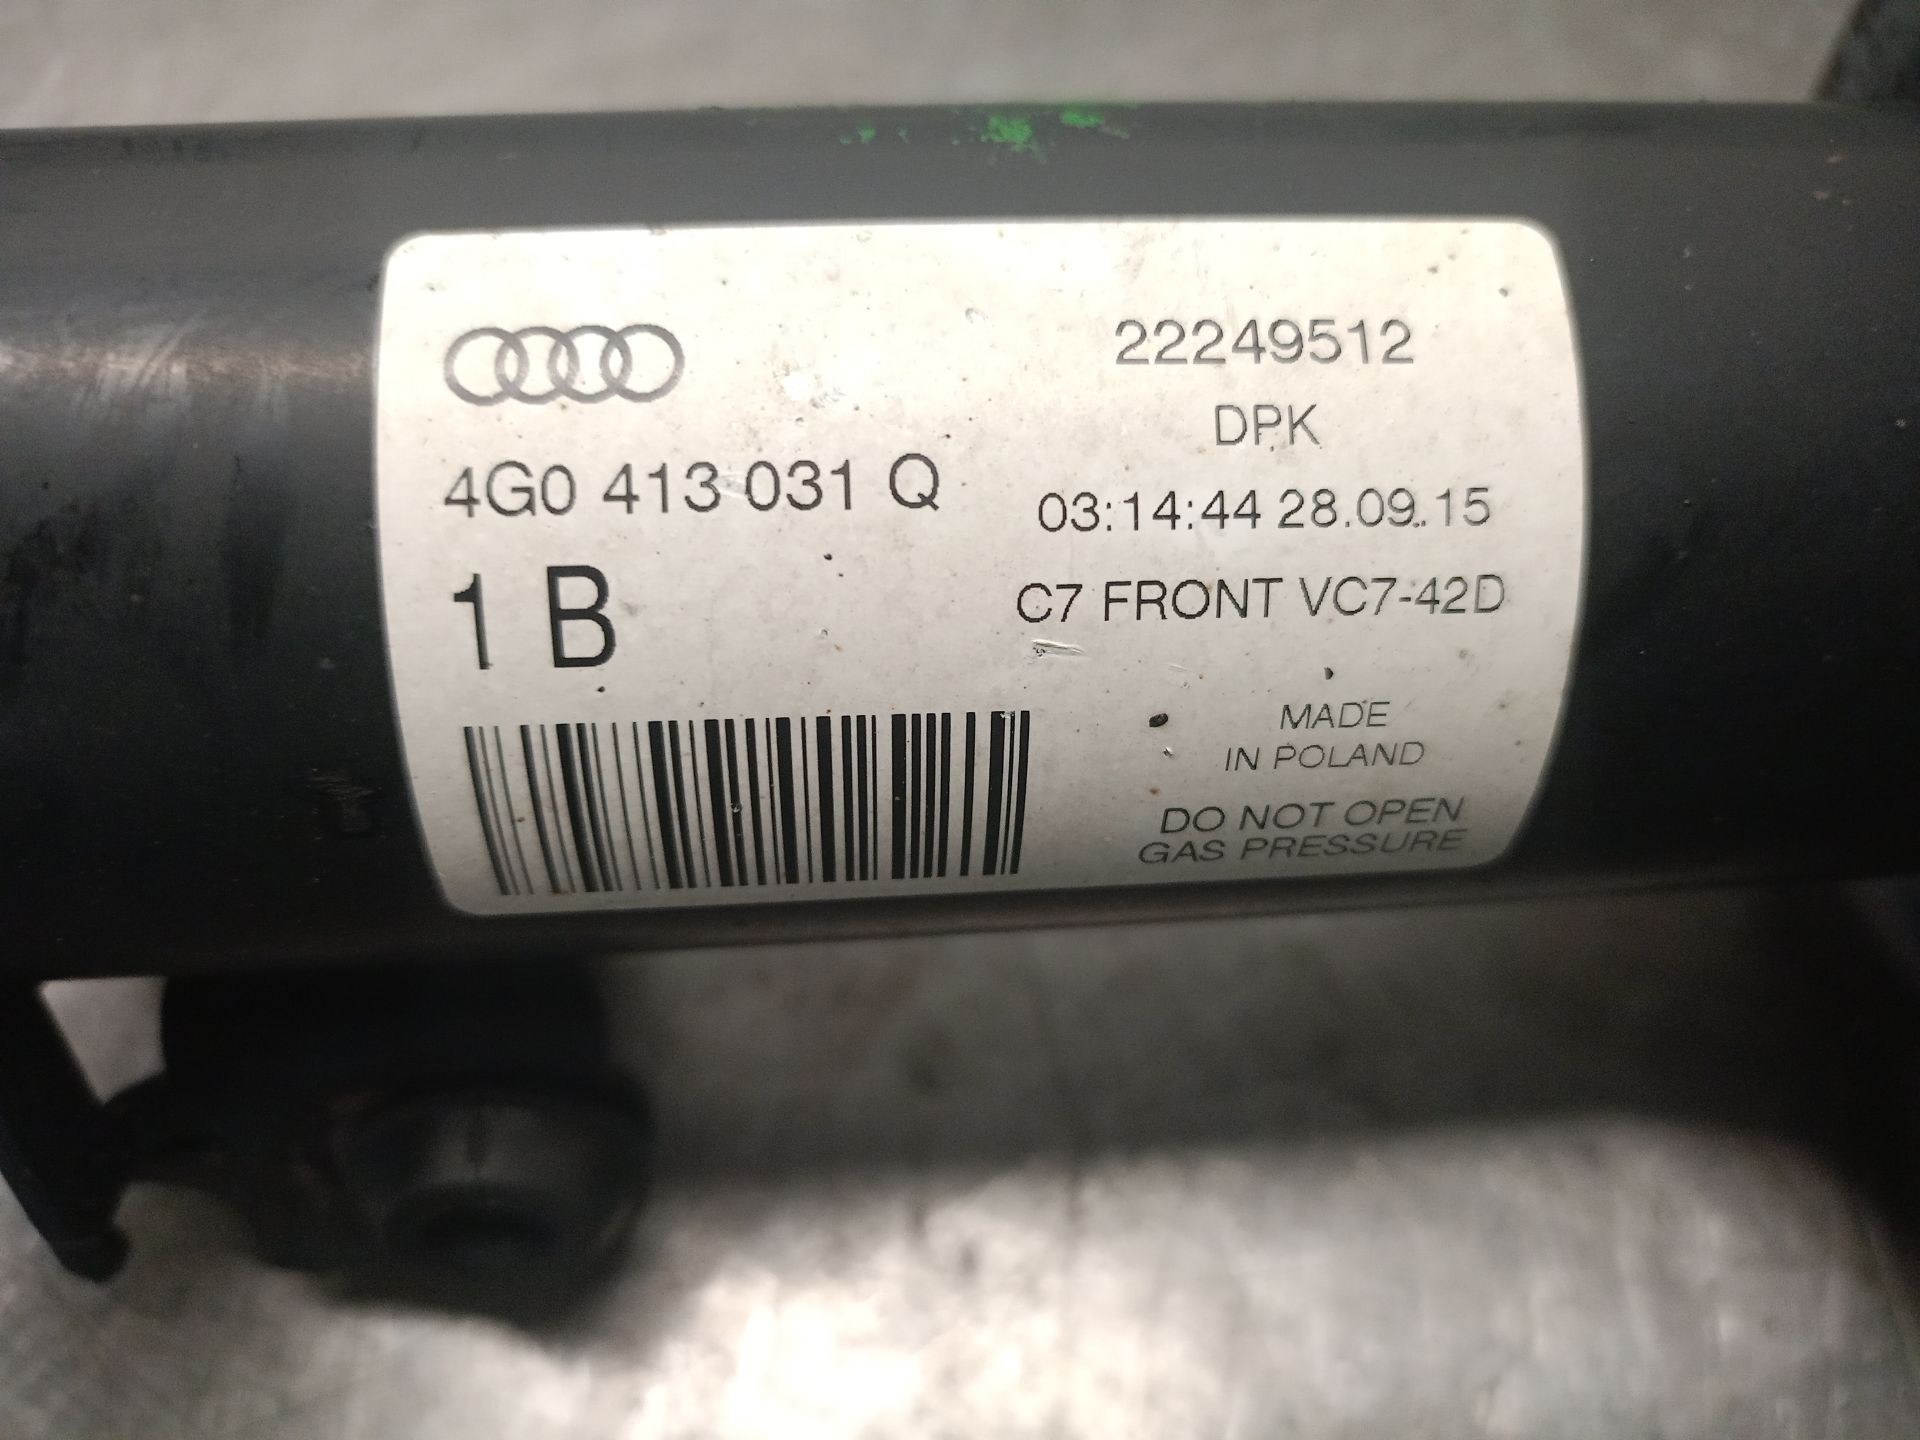 4G0 413 031 Q
1 B
22249512
DPK
03:14:44 28.09.15
C7 FRONT VC7-42D
MADE
IN POLAND
DO NOT OPEN
GAS PRESSURE